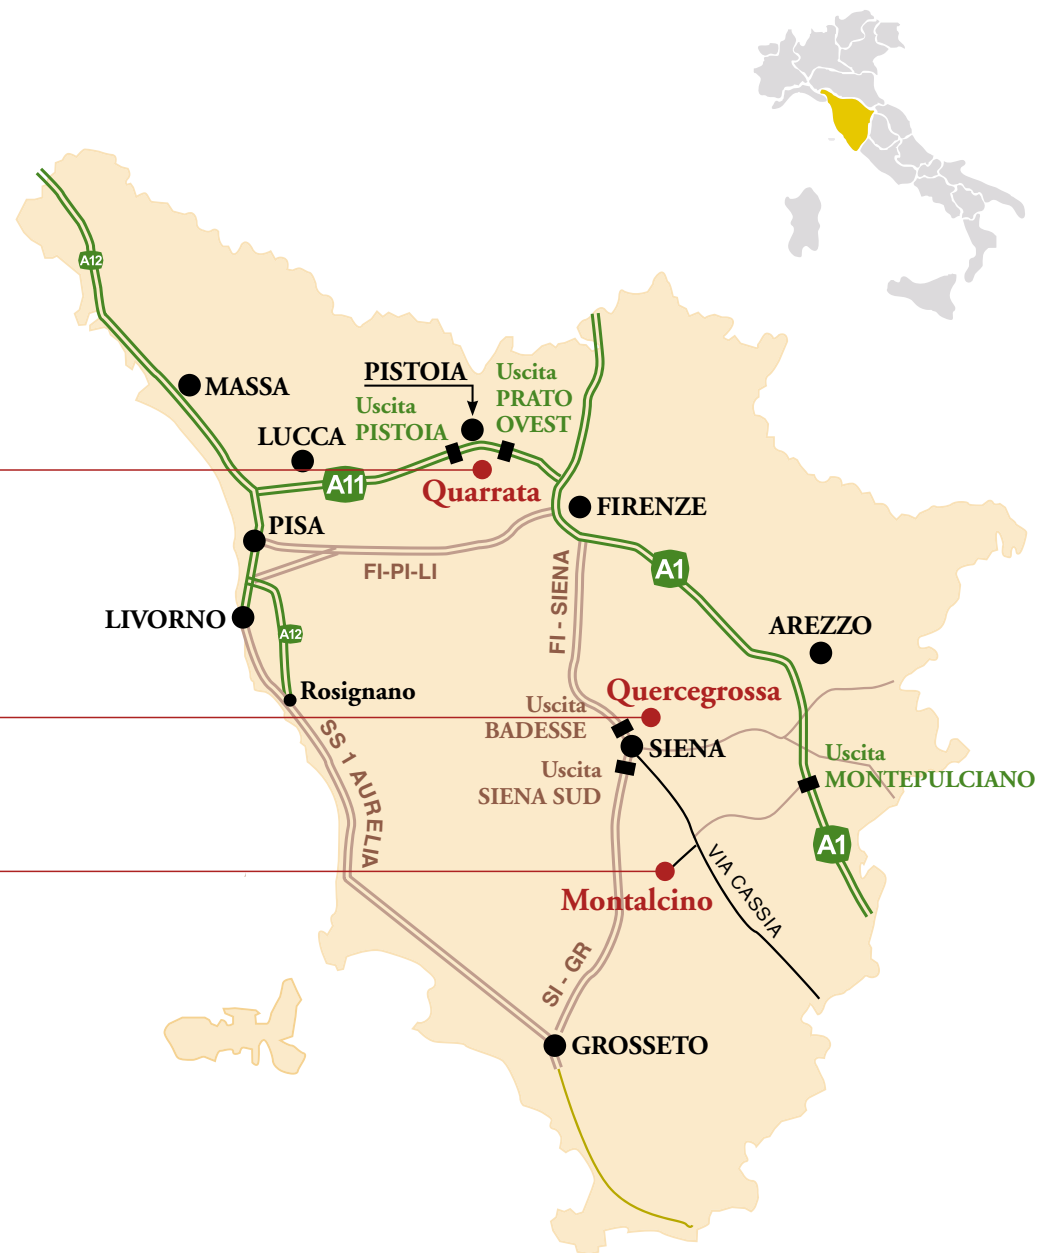 A12
MASSA
PISTOIA
Uscita
PISTOIA
Uscita
PRATO
OVEST
LUCCA
A11
Quarrata
FIRENZE
PISA
FI-PI-LI
FI - SIENA
A1
LIVORNO
A12
AREZZO
Rosignano
Quercegrossa
Uscita
BADESSE
SIENA
Uscita
SIENA SUD
Uscita
MONTEPULCIANO
SS 1 AURELIA
A1
VIA CASSIA
Montalcino
SI - GR
GROSSETO